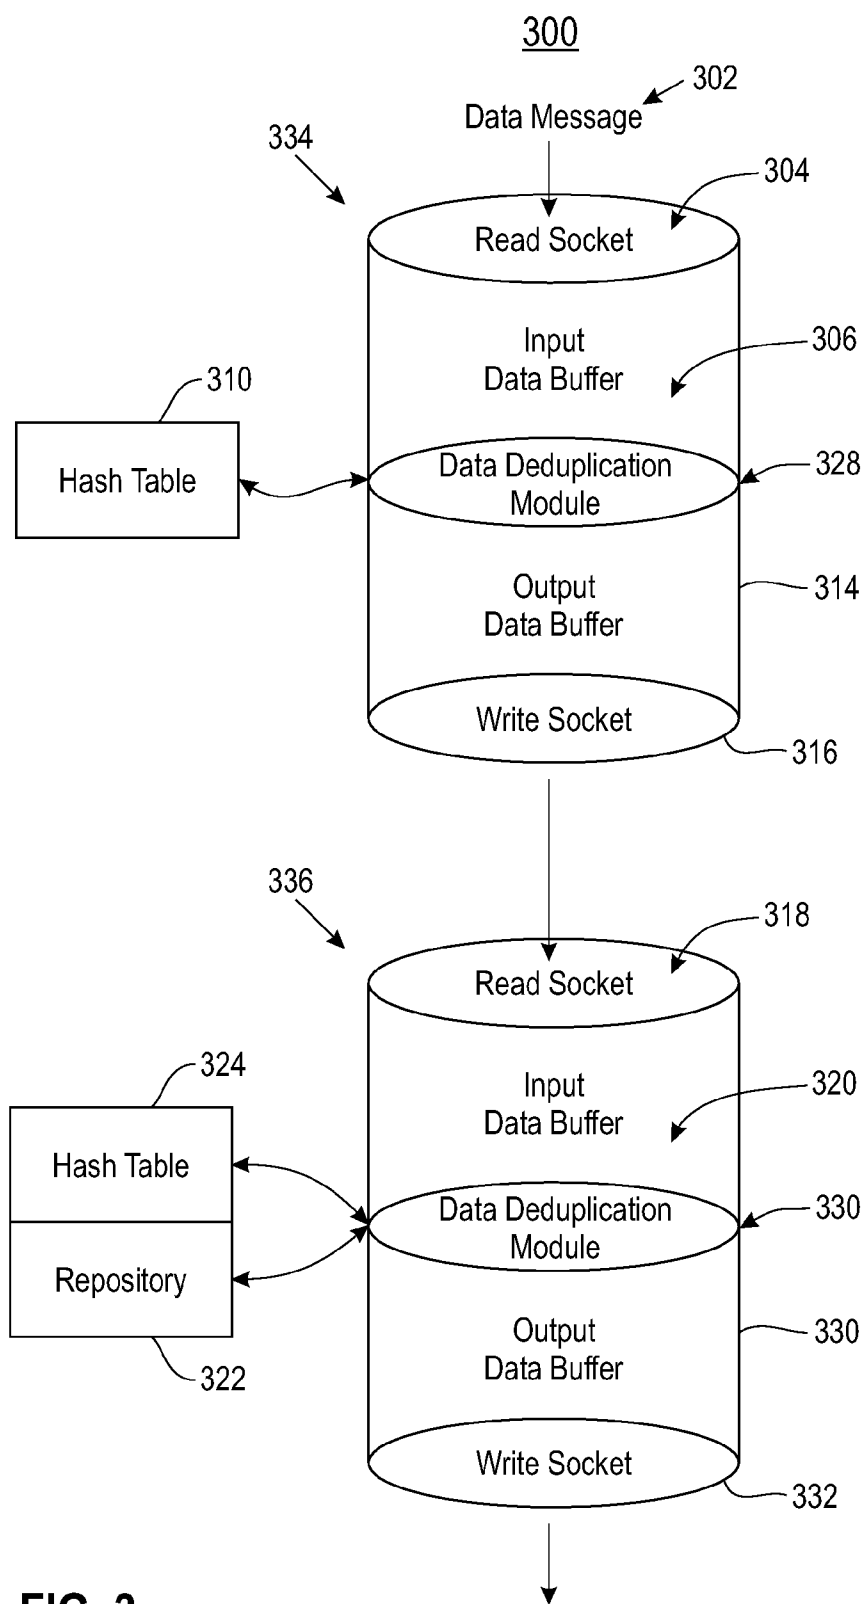 300
302
Data Message
334
304
Read Socket
Input
Data Buffer
306
310
Hash Table
Data Deduplication
Module
328
Output
Data Buffer
314
Write Socket
316
336
318
Read Socket
324
Input
Data Buffer
320
Hash Table
Data Deduplication
Module
330
Repository
Output
Data Buffer
330
322
Write Socket
332